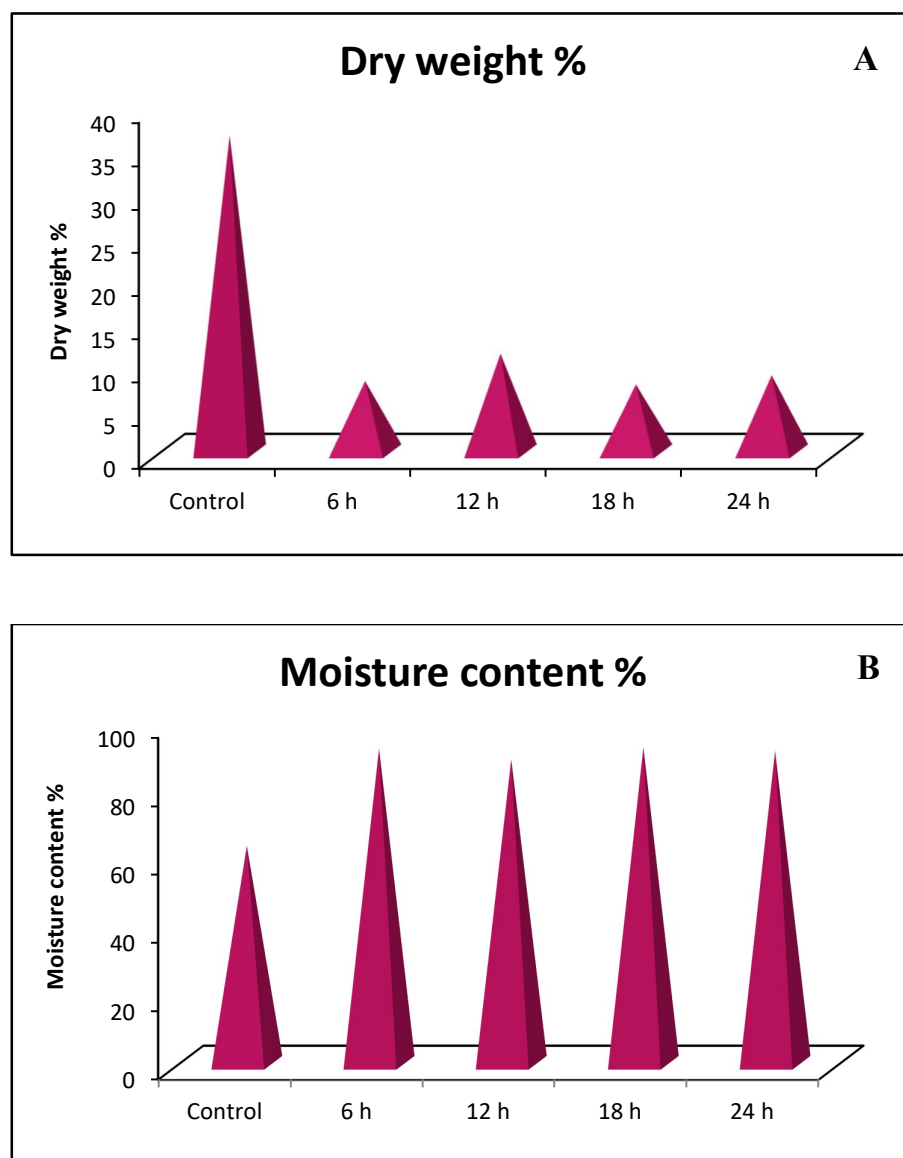 Dry weight %
A
Dry weight %
40
35
30
25
20
15
10
5
0
Control 6 h 12 h 18 h 24 h
Moisture content %
B
Moisture content %
100
80
60
40
20
0
Control 6 h 12 h 18 h 24 h